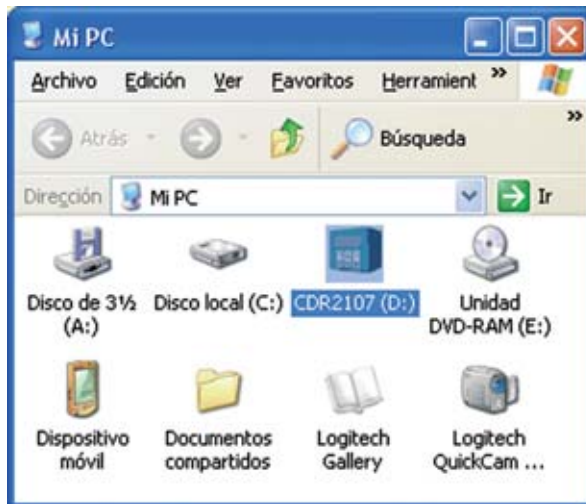 Mi PC
Archivo Edición Ver Favoritos Herramient »
Atrás Búsqueda »
Dirección Mi PC Ir
Disco de 3½ (A:)
Disco local (C:)
CDR2107 (D:)
Unidad DVD-RAM (E:)
Dispositivo móvil
Documentos compartidos
Logitech Gallery
Logitech QuickCam ...